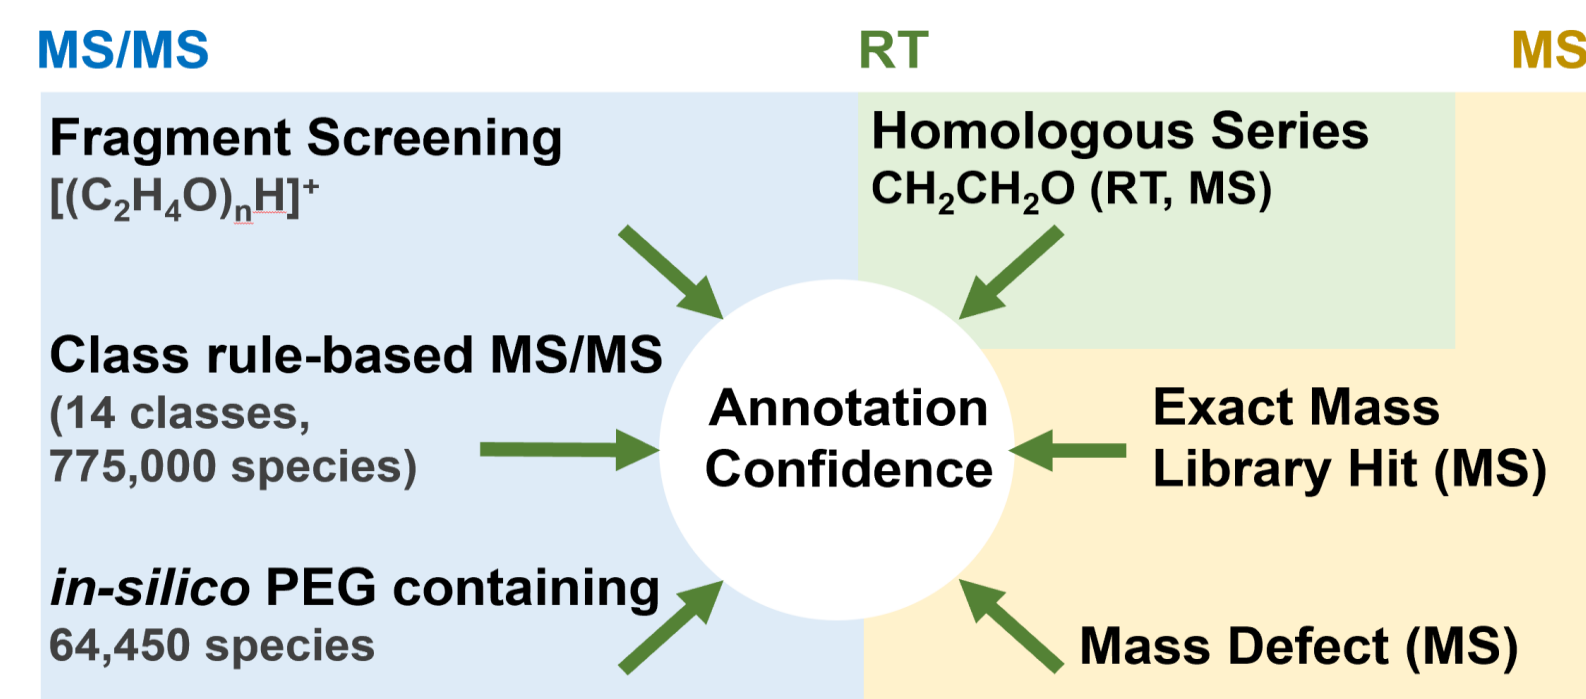 MS/MS
RT
MS
Fragment Screening
[(C₂H₄O)ₙH]⁺
Homologous Series
CH₂CH₂O (RT, MS)
Class rule-based MS/MS
(14 classes,
775,000 species)
Annotation
Confidence
Exact Mass
Library Hit (MS)
in-silico PEG containing
64,450 species
Mass Defect (MS)